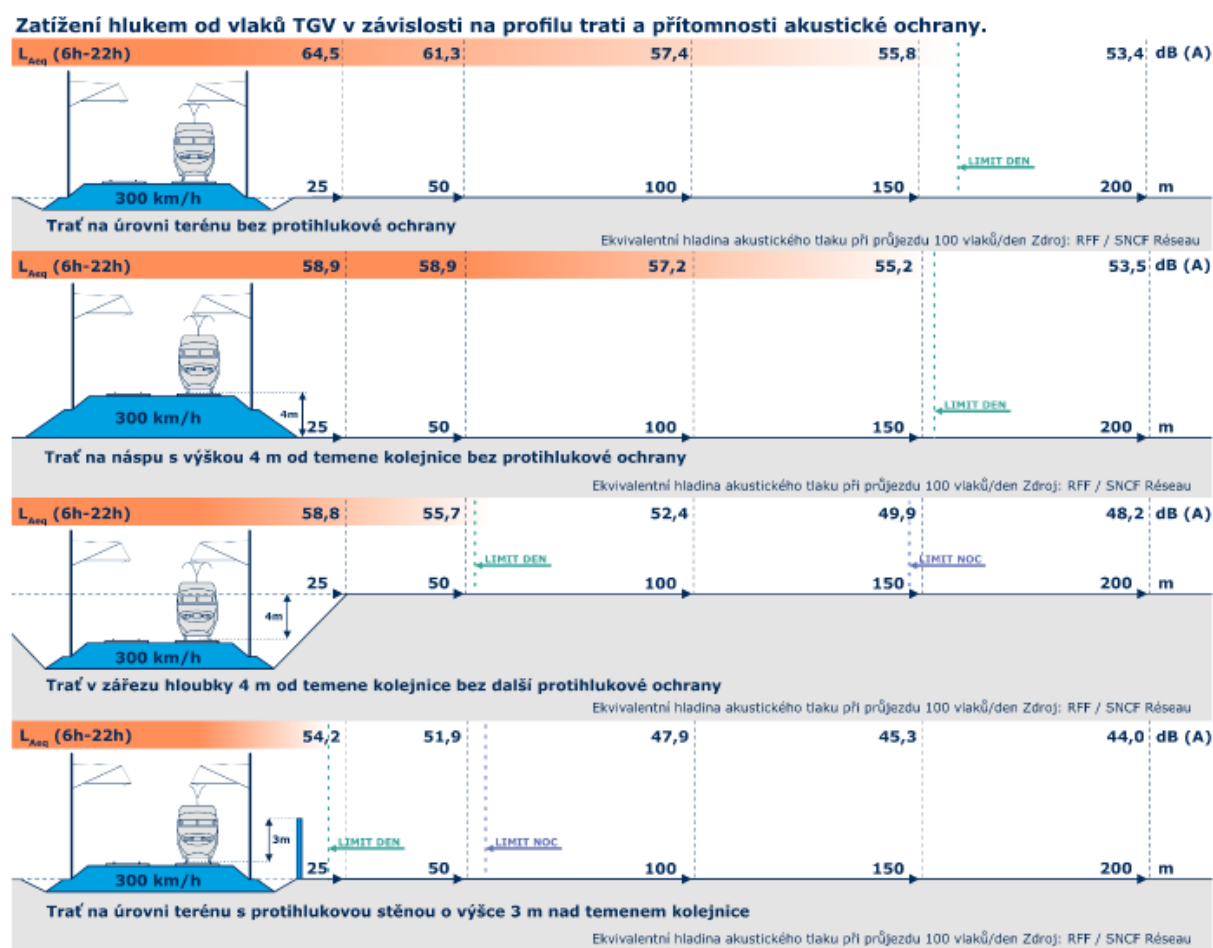 Zatížení hlukem od vlaků TGV v závislosti na profilu trati a přítomnosti akustické ochrany.
LAeq (6h-22h) 64,5 61,3 57,4 55,8 53,4 dB (A)
LIMIT DEN
300 km/h 25 50 100 150 200 m
Trať na úrovni terénu bez protihlukové ochrany
Ekvivalentní hladina akustického tlaku při průjezdu 100 vlaků/den Zdroj: RFF / SNCF Réseau
LAeq (6h-22h) 58,9 58,9 57,2 55,2 53,5 dB (A)
LIMIT DEN
300 km/h 4m 25 50 100 150 200 m
Trať na náspu s výškou 4 m od temene kolejnice bez protihlukové ochrany
Ekvivalentní hladina akustického tlaku při průjezdu 100 vlaků/den Zdroj: RFF / SNCF Réseau
LAeq (6h-22h) 58,8 55,7 52,4 49,9 48,2 dB (A)
LIMIT DEN LIMIT NOC
25 50 100 150 200 m
4m
300 km/h
Trať v zářezu hloubky 4 m od temene kolejnice bez další protihlukové ochrany
Ekvivalentní hladina akustického tlaku při průjezdu 100 vlaků/den Zdroj: RFF / SNCF Réseau
LAeq (6h-22h) 54,2 51,9 47,9 45,3 44,0 dB (A)
3m LIMIT DEN LIMIT NOC
300 km/h 25 50 100 150 200 m
Trať na úrovni terénu s protihlukovou stěnou o výšce 3 m nad temenem kolejnice
Ekvivalentní hladina akustického tlaku při průjezdu 100 vlaků/den Zdroj: RFF / SNCF Réseau